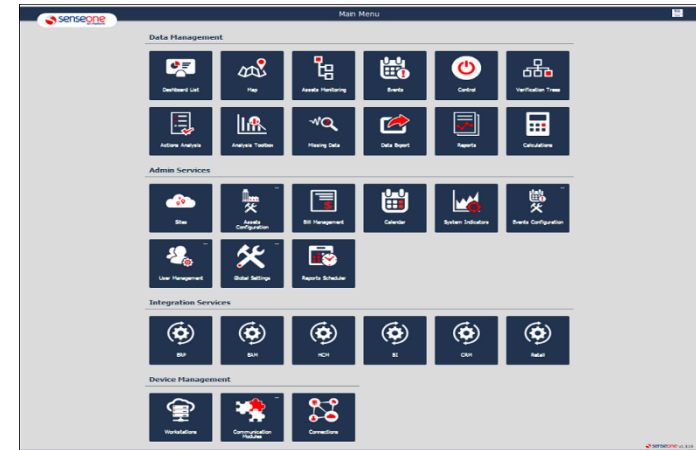 senseone
Main Menu
Data Management
Dashboard List
Map
Assets Monitoring
Events
Control
Verification Trees
Actions Analysis
Analysis Toolbox
Missing Data
Data Export
Reports
Calculations
Admin Services
Sites
Assets
Configuration
Bill Management
Calendar
System Indicators
Events Configuration
User Management
Global Settings
Reports Scheduler
Integration Services
ERP
EAM
HCM
BI
CRM
Retail
Device Management
Workstations
Communication
Modules
Connections
senseone